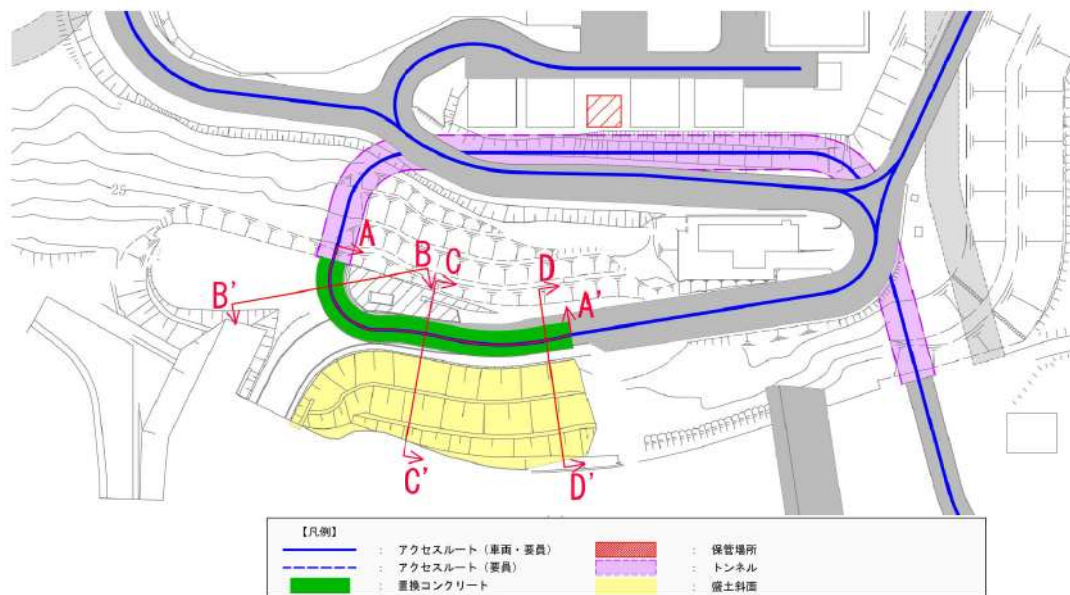 25
A
B
C
D
B'
A'
C'
D'
【凡例】
: アクセスルート（車両・要員）
: 保管場所
: アクセスルート（要員）
: トンネル
: 置換コンクリート
: 盛土斜面